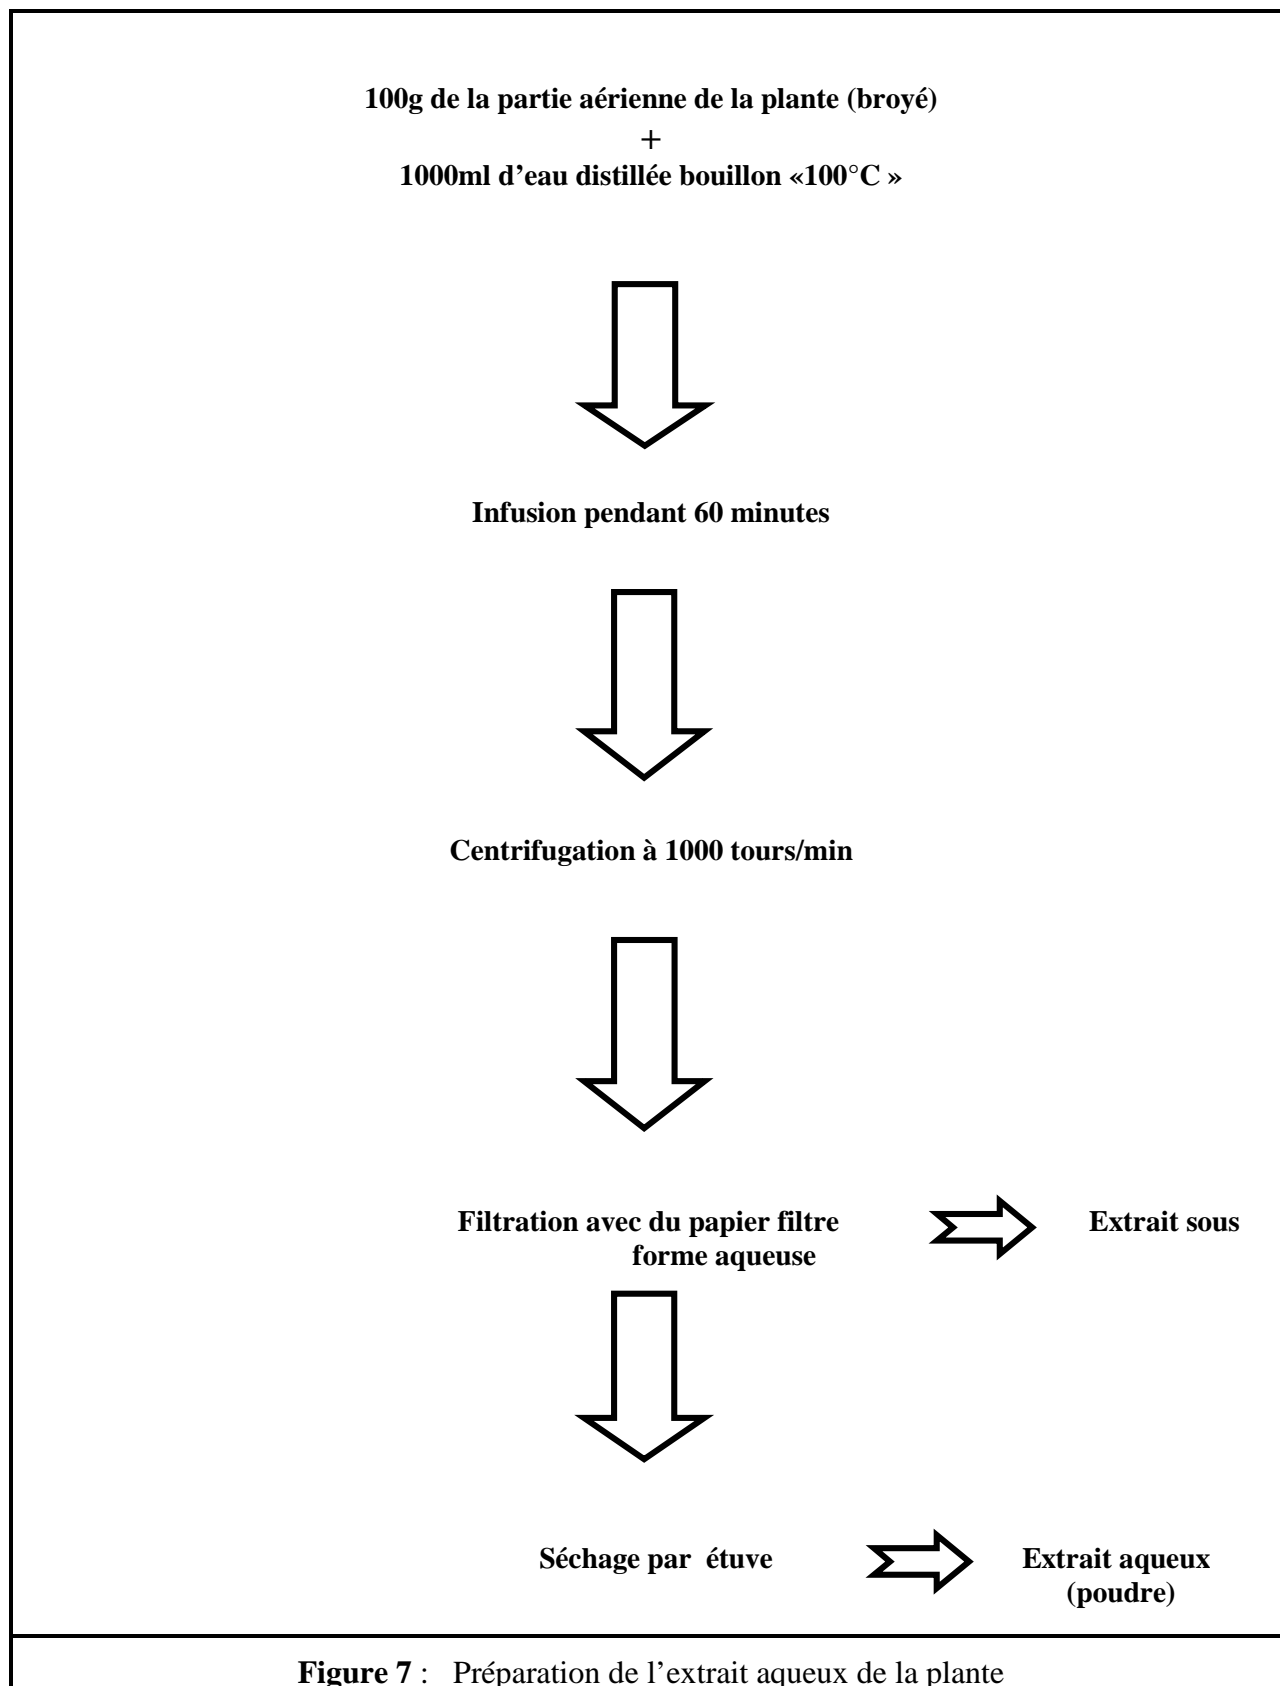 100g de la partie aérienne de la plante (broyé)
+
1000ml d’eau distillée bouillon «100°C »
Infusion pendant 60 minutes
Centrifugation à 1000 tours/min
Filtration avec du papier filtre Extrait sous
forme aqueuse
Séchage par étuve Extrait aqueux
(poudre)
Figure 7 : Préparation de l’extrait aqueux de la plante